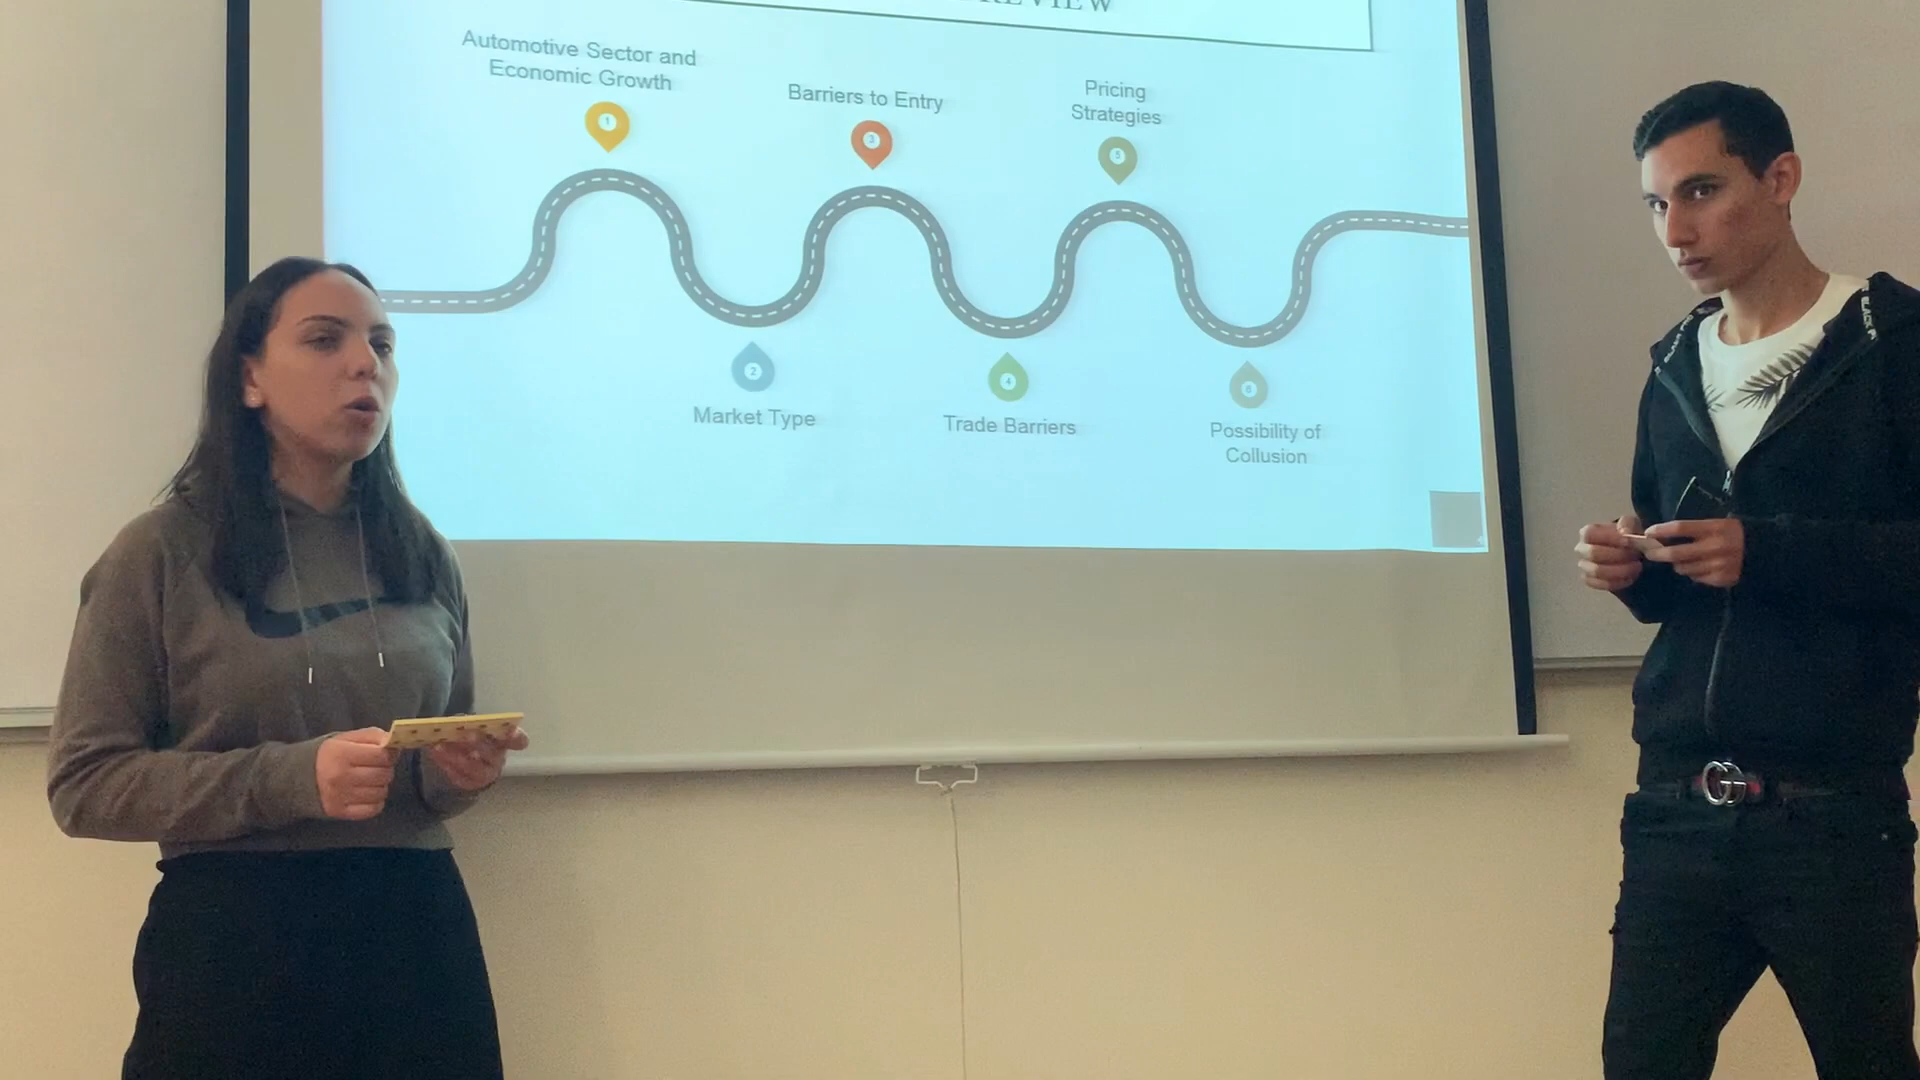 REVIEW
Automotive Sector and
Economic Growth
1
Barriers to Entry
3
Pricing
Strategies
5
2
Market Type
4
Trade Barriers
6
Possibility of
Collusion